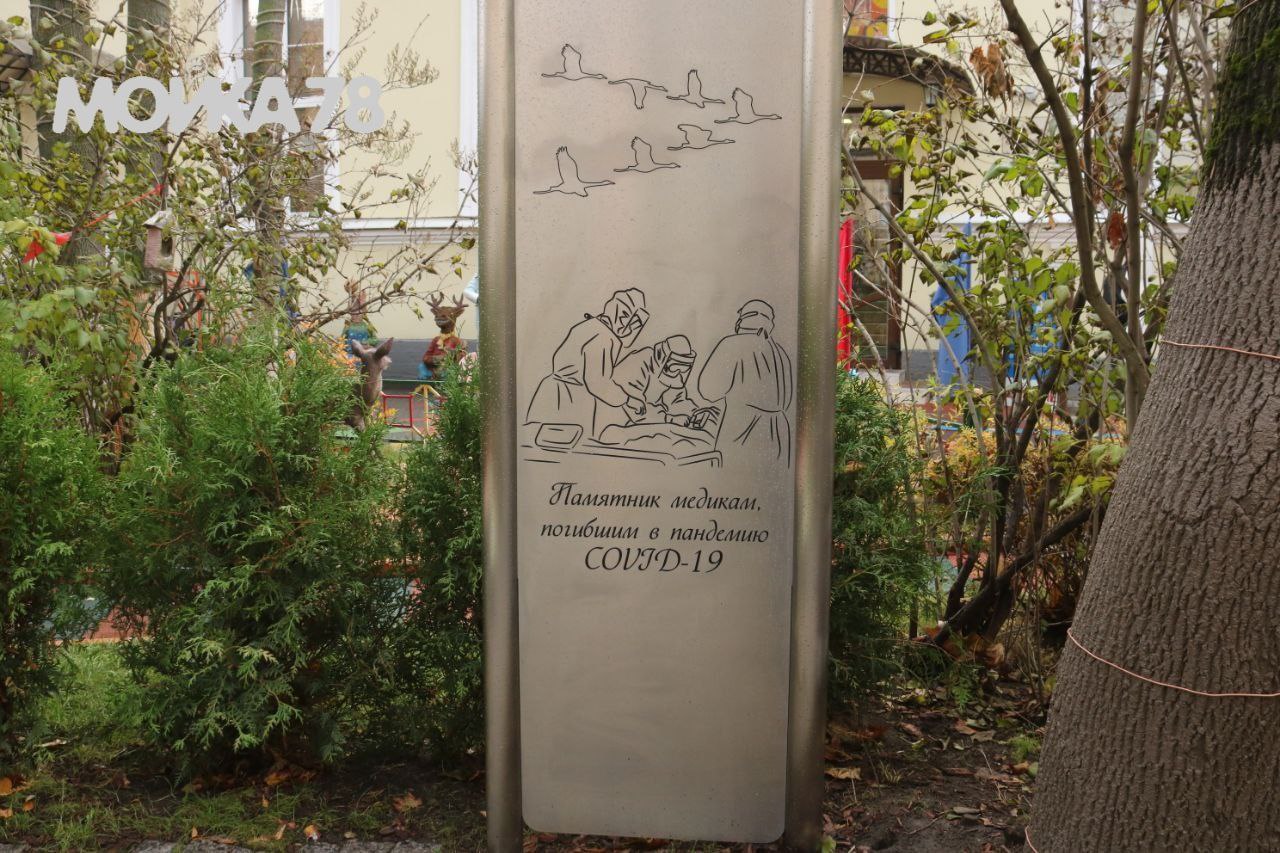 МОЙКА78
Памятник медикам,
погибшим в пандемию
COVID-19